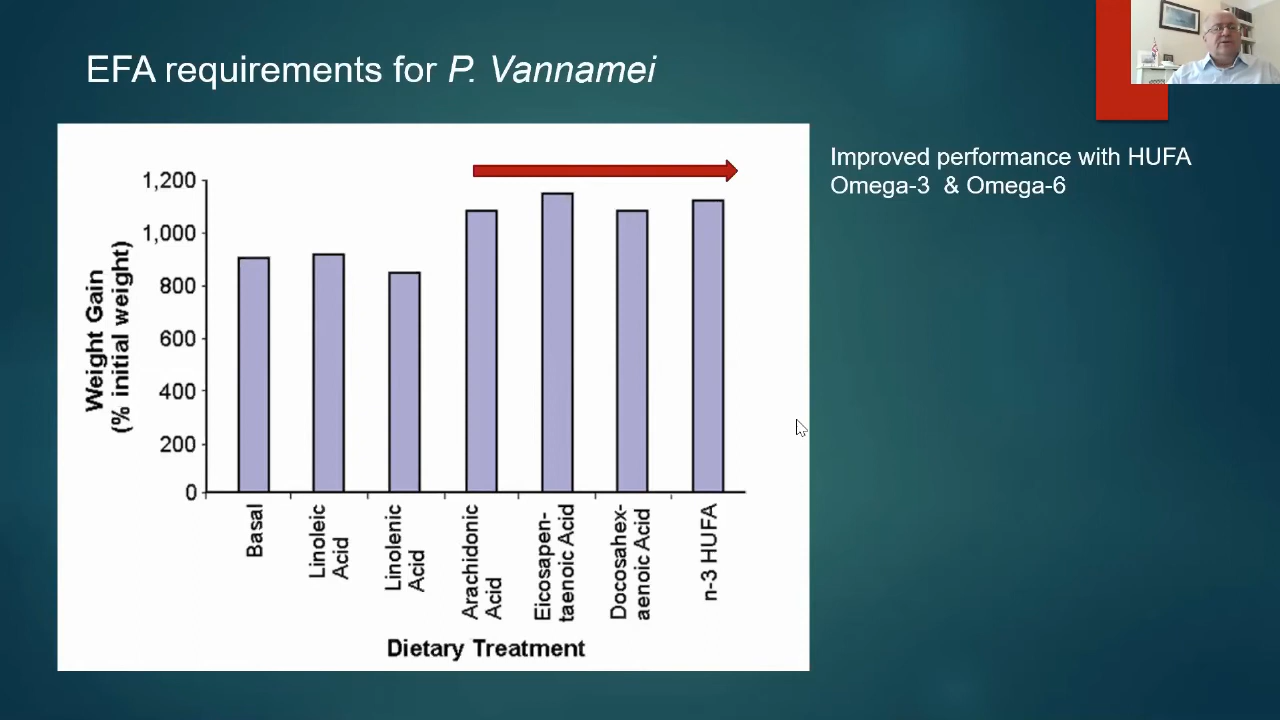 EFA requirements for P. Vannamei
Improved performance with HUFA
Omega-3 & Omega-6
Weight Gain
(% initial weight)
1,200
1,000
800
600
400
200
0
Basal
Linoleic
Acid
Linolenic
Acid
Arachidonic
Acid
Eicosapen-
taenoic Acid
Docosahex-
aenoic Acid
n-3 HUFA
Dietary Treatment